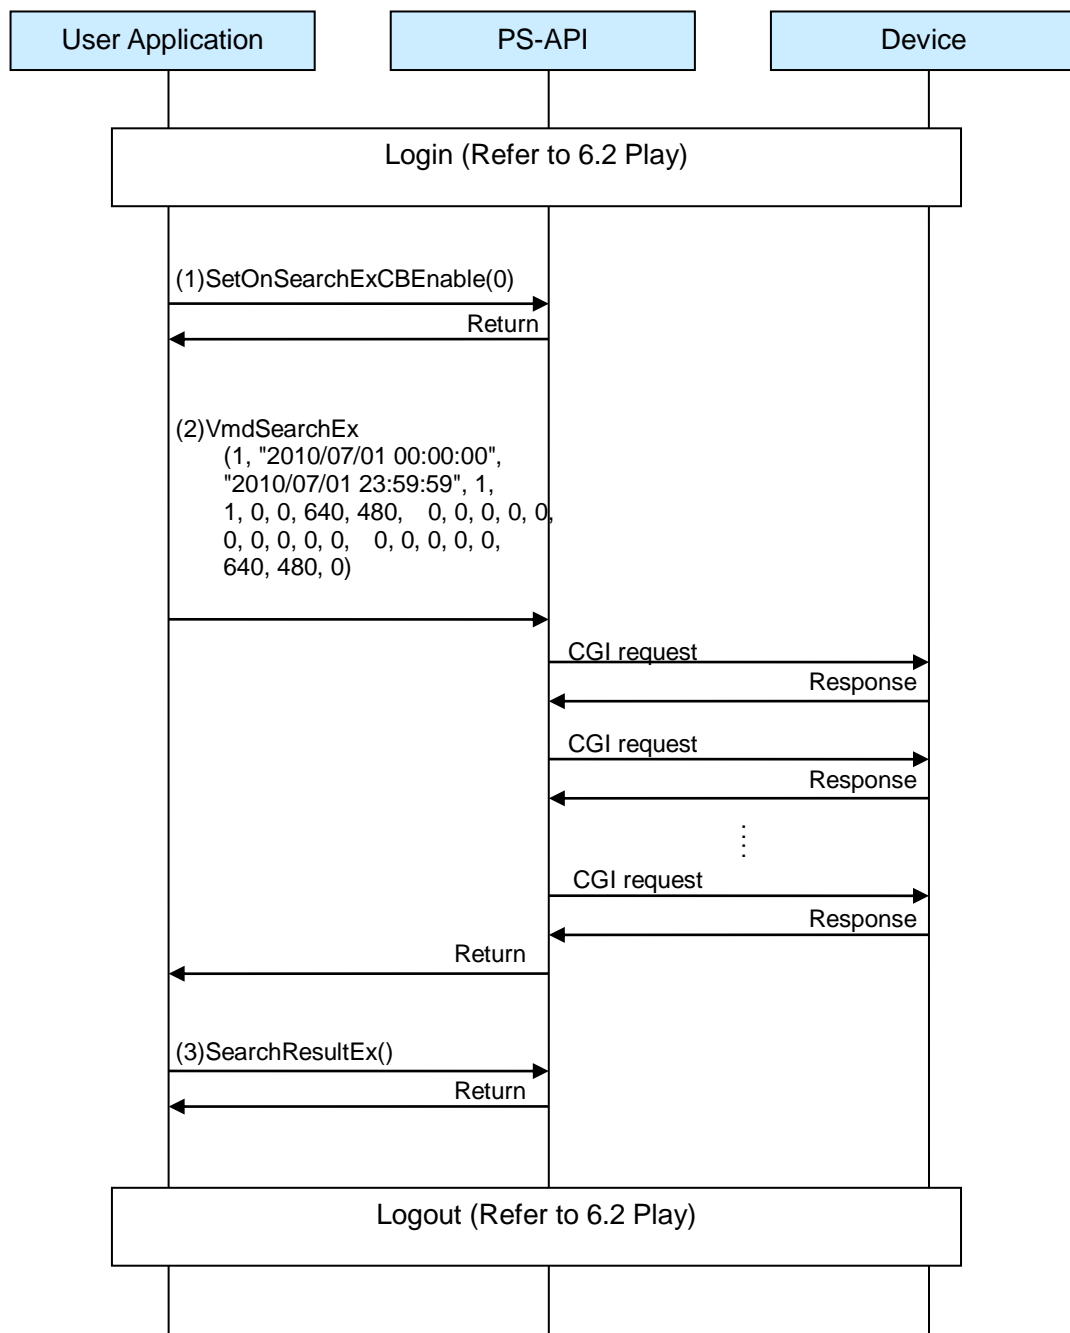 User Application
PS-API
Device
Login (Refer to 6.2 Play)
(1)SetOnSearchExCBEnable(0)
Return
(2)VmdSearchEx
(1, "2010/07/01 00:00:00",
"2010/07/01 23:59:59", 1,
1, 0, 0, 640, 480, 0, 0, 0, 0, 0,
0, 0, 0, 0, 0, 0, 0, 0, 0, 0,
640, 480, 0)
CGI request
Response
CGI request
Response
CGI request
Response
Return
(3)SearchResultEx()
Return
Logout (Refer to 6.2 Play)